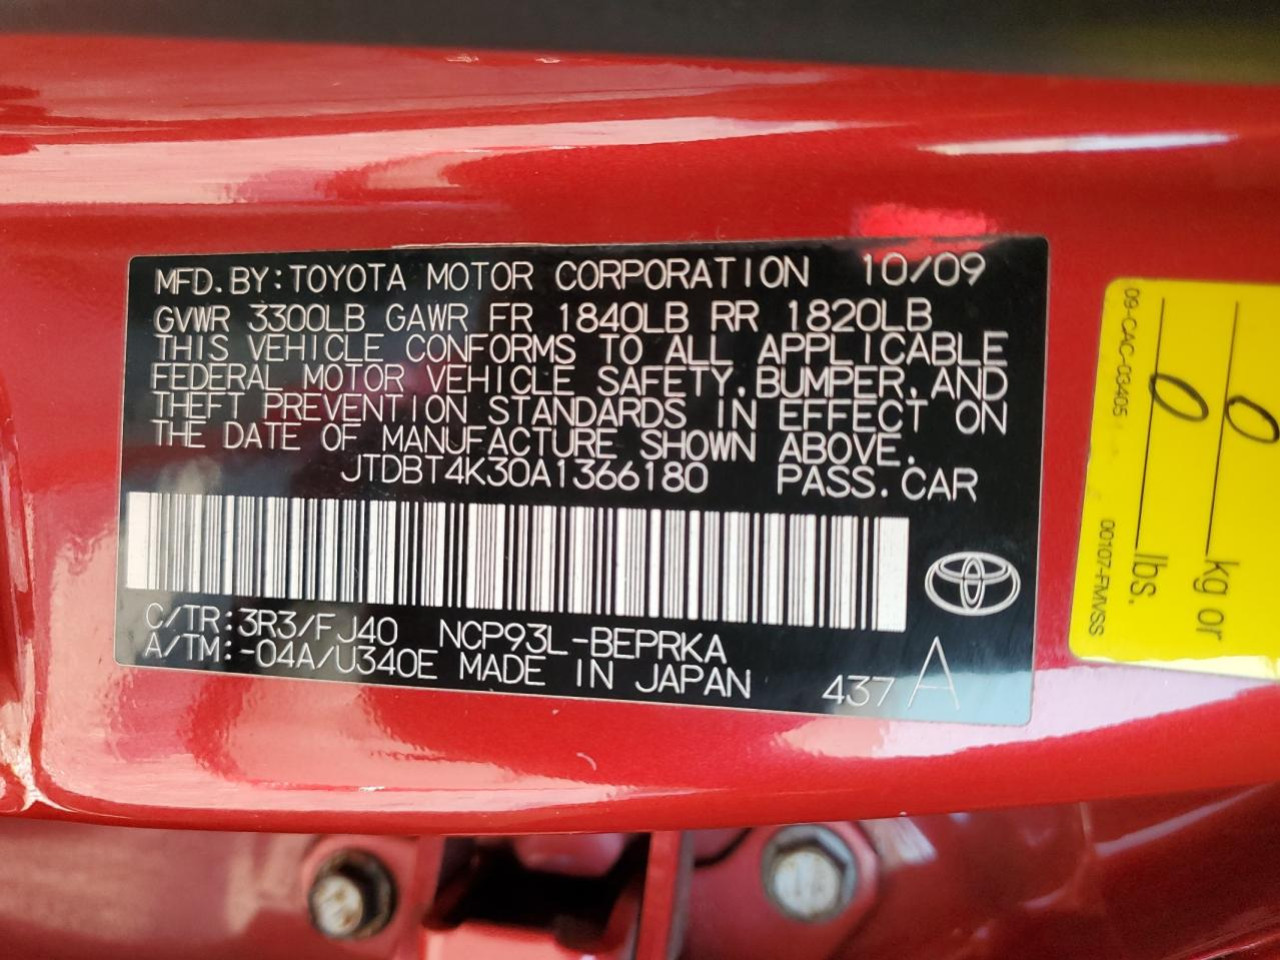 MFD.BY:TOYOTA MOTOR CORPORATION 10/09
GVWR 3300LB GAWR FR 1840LB RR 1820LB
THIS VEHICLE CONFORMS TO ALL APPLICABLE
FEDERAL MOTOR VEHICLE SAFETY,BUMPER,AND
THEFT PREVENTION STANDARDS IN EFFECT ON
THE DATE OF MANUFACTURE SHOWN ABOVE.
JTDBT4K30A1366180 PASS.CAR
C/TR:3R3/FJ40 NCP93L-BEPRKA
A/TM:-04A/U340E MADE IN JAPAN 437 A
0 kg or
0 lbs.
09-CAC-03405 00107-FMVSS